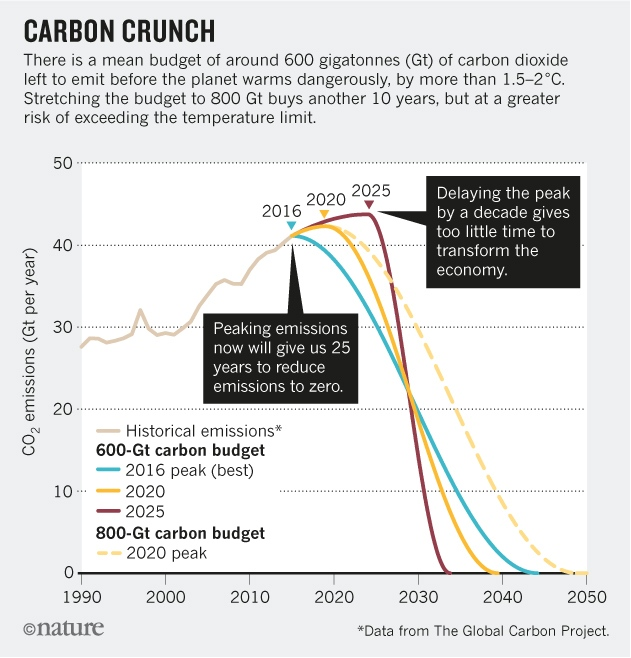 CARBON CRUNCH
There is a mean budget of around 600 gigatonnes (Gt) of carbon dioxide
left to emit before the planet warms dangerously, by more than 1.5–2°C.
Stretching the budget to 800 Gt buys another 10 years, but at a greater
risk of exceeding the temperature limit.
50
40
30
20
10
0
CO2 emissions (Gt per year)
2016
2020
2025
Delaying the peak
by a decade gives
too little time to
transform the
economy.
Peaking emissions
now will give us 25
years to reduce
emissions to zero.
Historical emissions*
600-Gt carbon budget
2016 peak (best)
2020
2025
800-Gt carbon budget
2020 peak
1990
2000
2010
2020
2030
2035
2050
©nature
*Data from The Global Carbon Project.